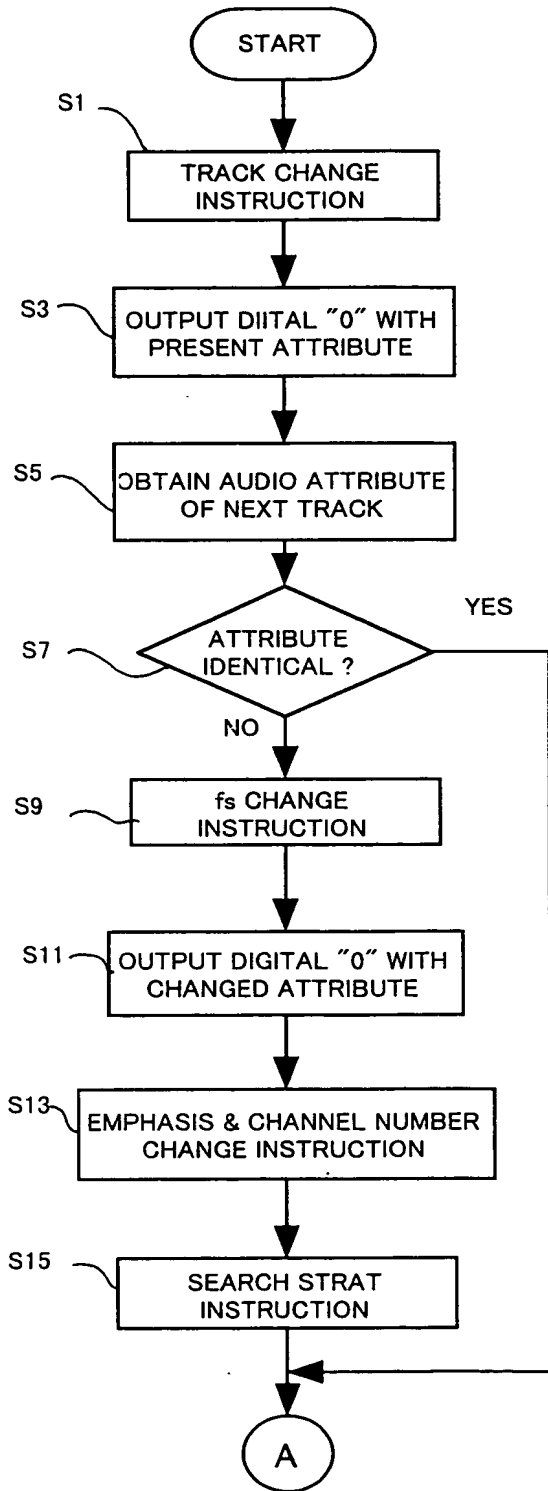 START
S1
TRACK CHANGE
INSTRUCTION
S3
OUTPUT DIITAL "0" WITH
PRESENT ATTRIBUTE
S5
OBTAIN AUDIO ATTRIBUTE
OF NEXT TRACK
YES
S7
ATTRIBUTE
IDENTICAL ?
NO
S9
fs CHANGE
INSTRUCTION
S11
OUTPUT DIGITAL "0" WITH
CHANGED ATTRIBUTE
S13
EMPHASIS & CHANNEL NUMBER
CHANGE INSTRUCTION
S15
SEARCH STRAT
INSTRUCTION
A